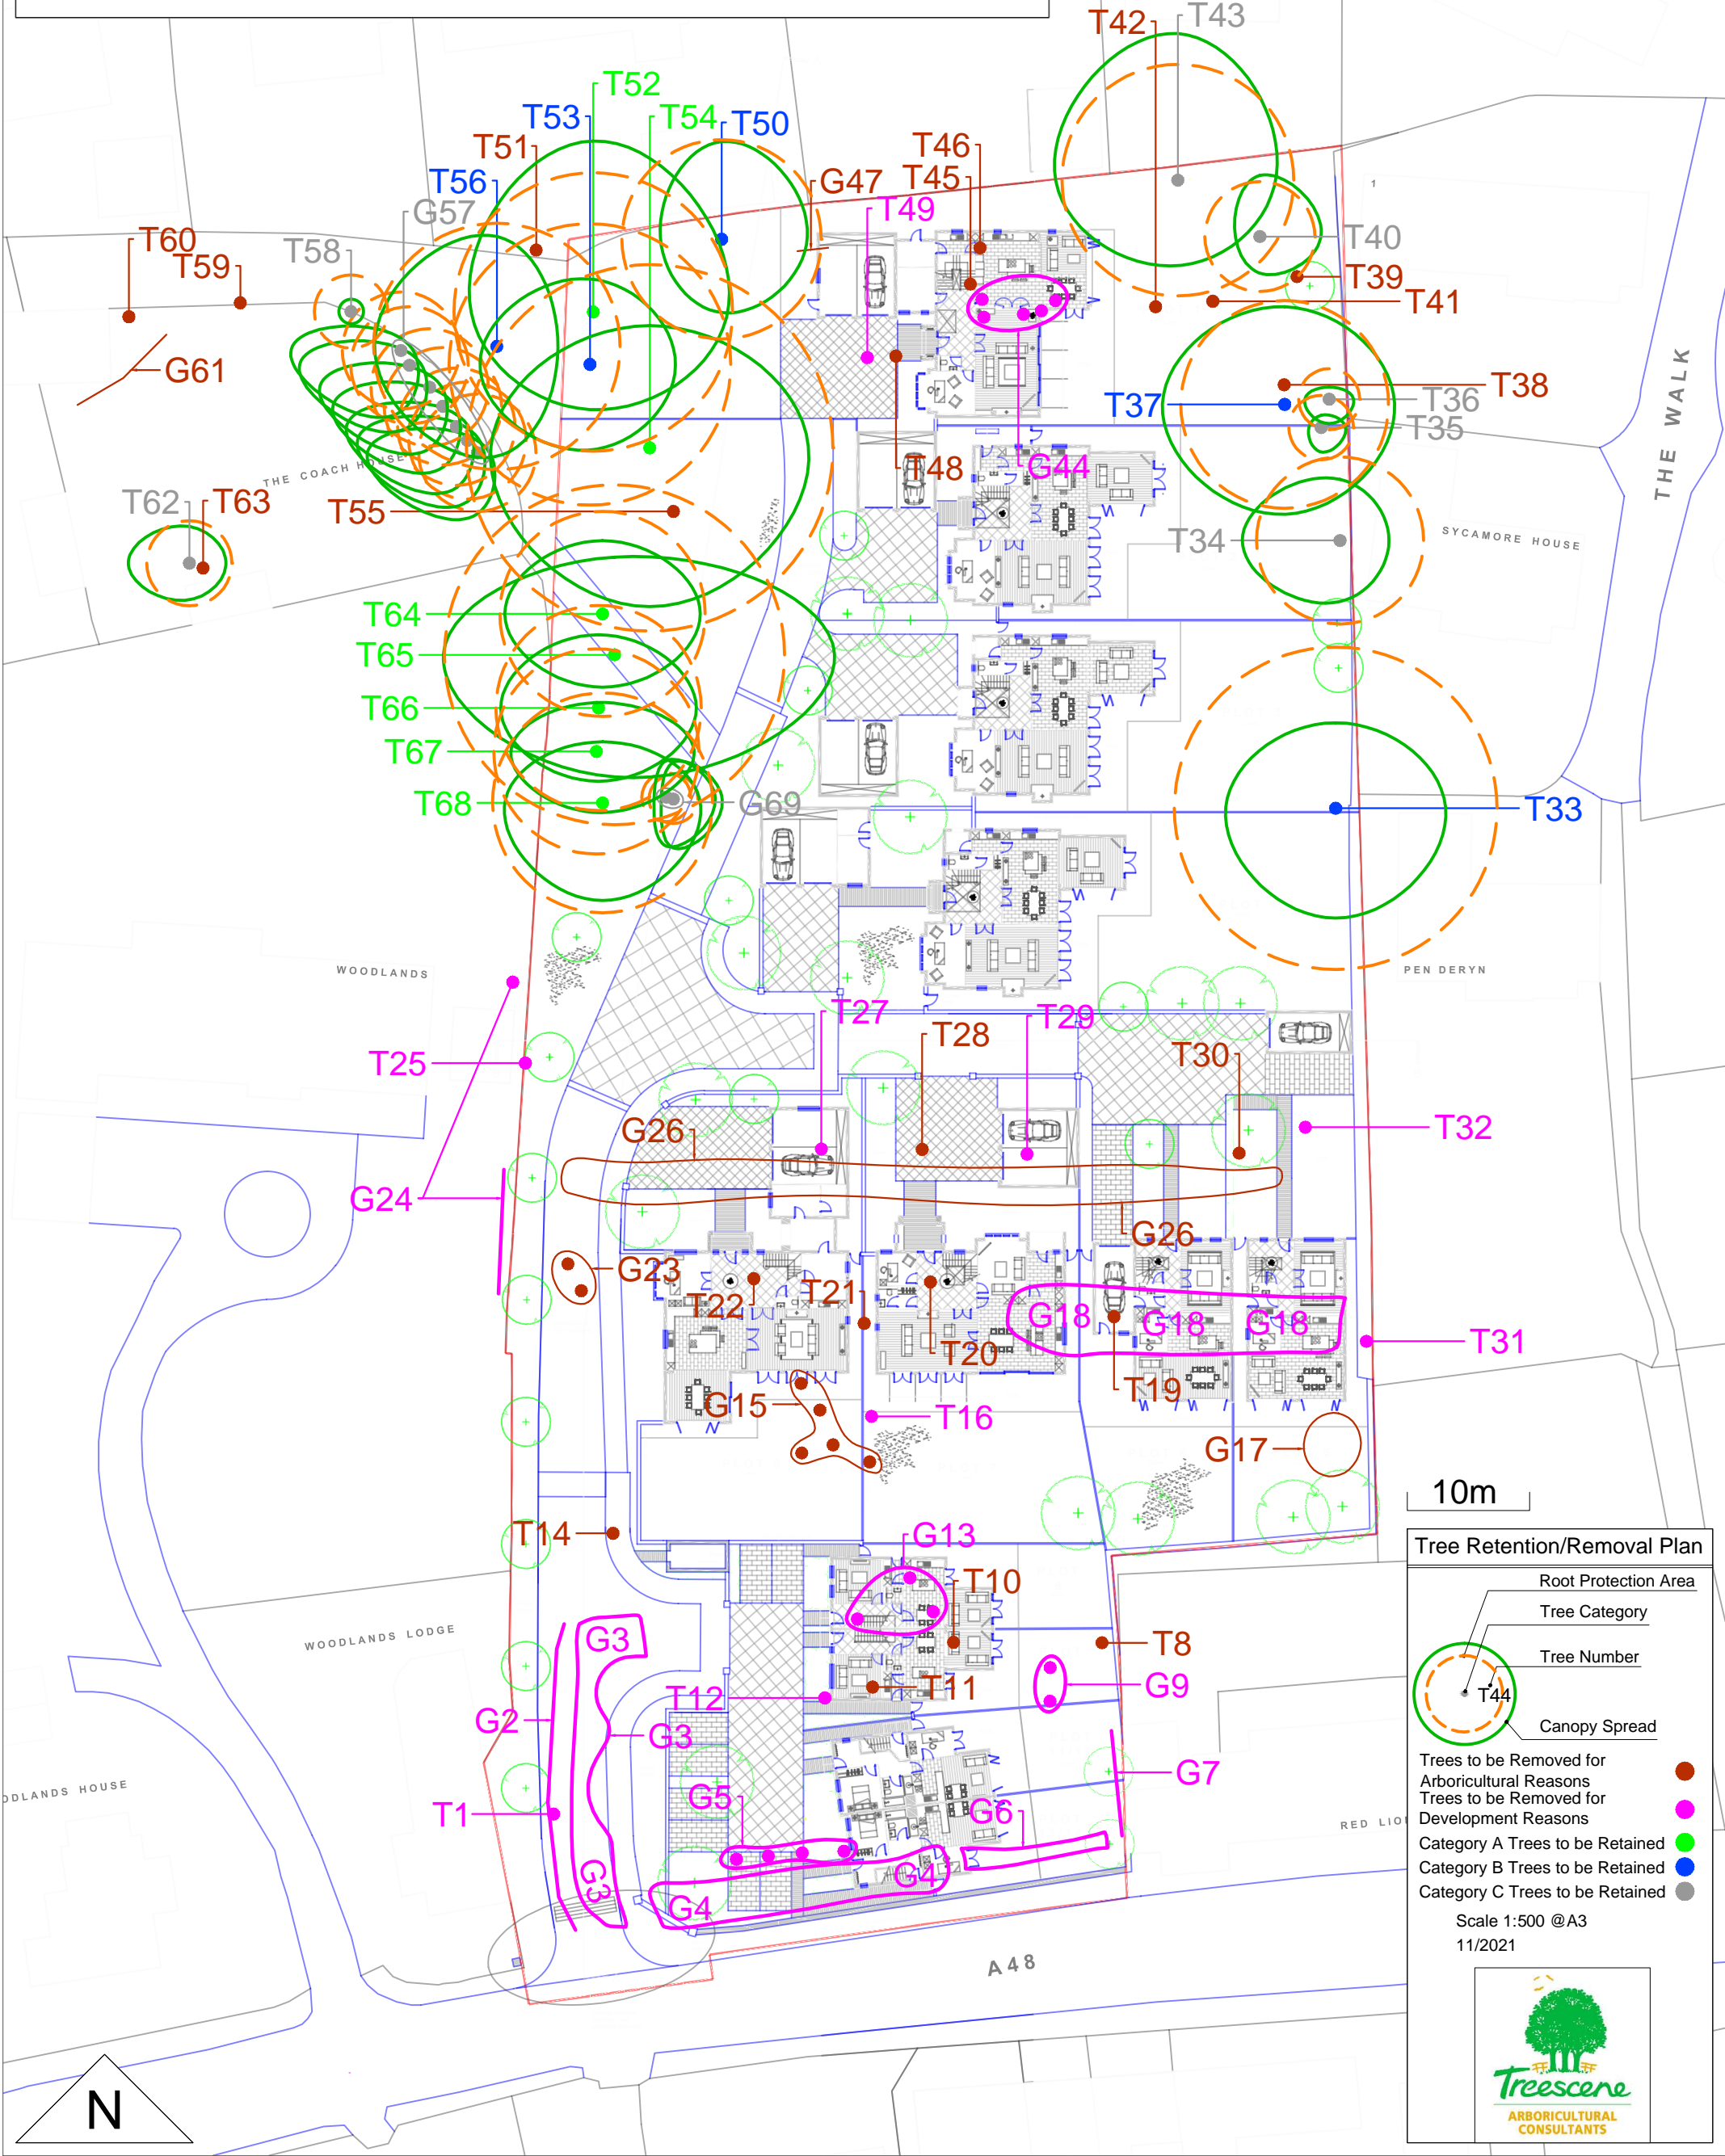 T43
T42
T52
T53
T54
T50
T51
T46
T45
G47
T56
T49
G57
T60
T58
T59
T40
T39
T41
1
G61
T38
T37
T36
T35
THE WALK
T48
G44
THE COACH HOUSE
T62
T63
T55
T34
SYCAMORE HOUSE
T64
T65
T66
T67
T68
G69
T33
WOODLANDS
PEN DERYN
T27
T28
T29
T30
T25
G26
T32
G24
G26
G23
T22
T21
G18
G18
G18
T20
T31
T19
G15
T16
G17
10m
T14
G13
T10
Tree Retention/Removal Plan
Root Protection Area
Tree Category
Tree Number
T44
Canopy Spread
WOODLANDS LODGE
G3
T8
T12
T11
G9
G2
G3
G7
ODLANDS HOUSE
T1
G5
G6
RED LIO
G3
G4
G4
Trees to be Removed for
Arboricultural Reasons
Trees to be Removed for
Development Reasons
Category A Trees to be Retained
Category B Trees to be Retained
Category C Trees to be Retained
Scale 1:500 @A3
11/2021
A48
Treescene
ARBORICULTURAL
CONSULTANTS
N